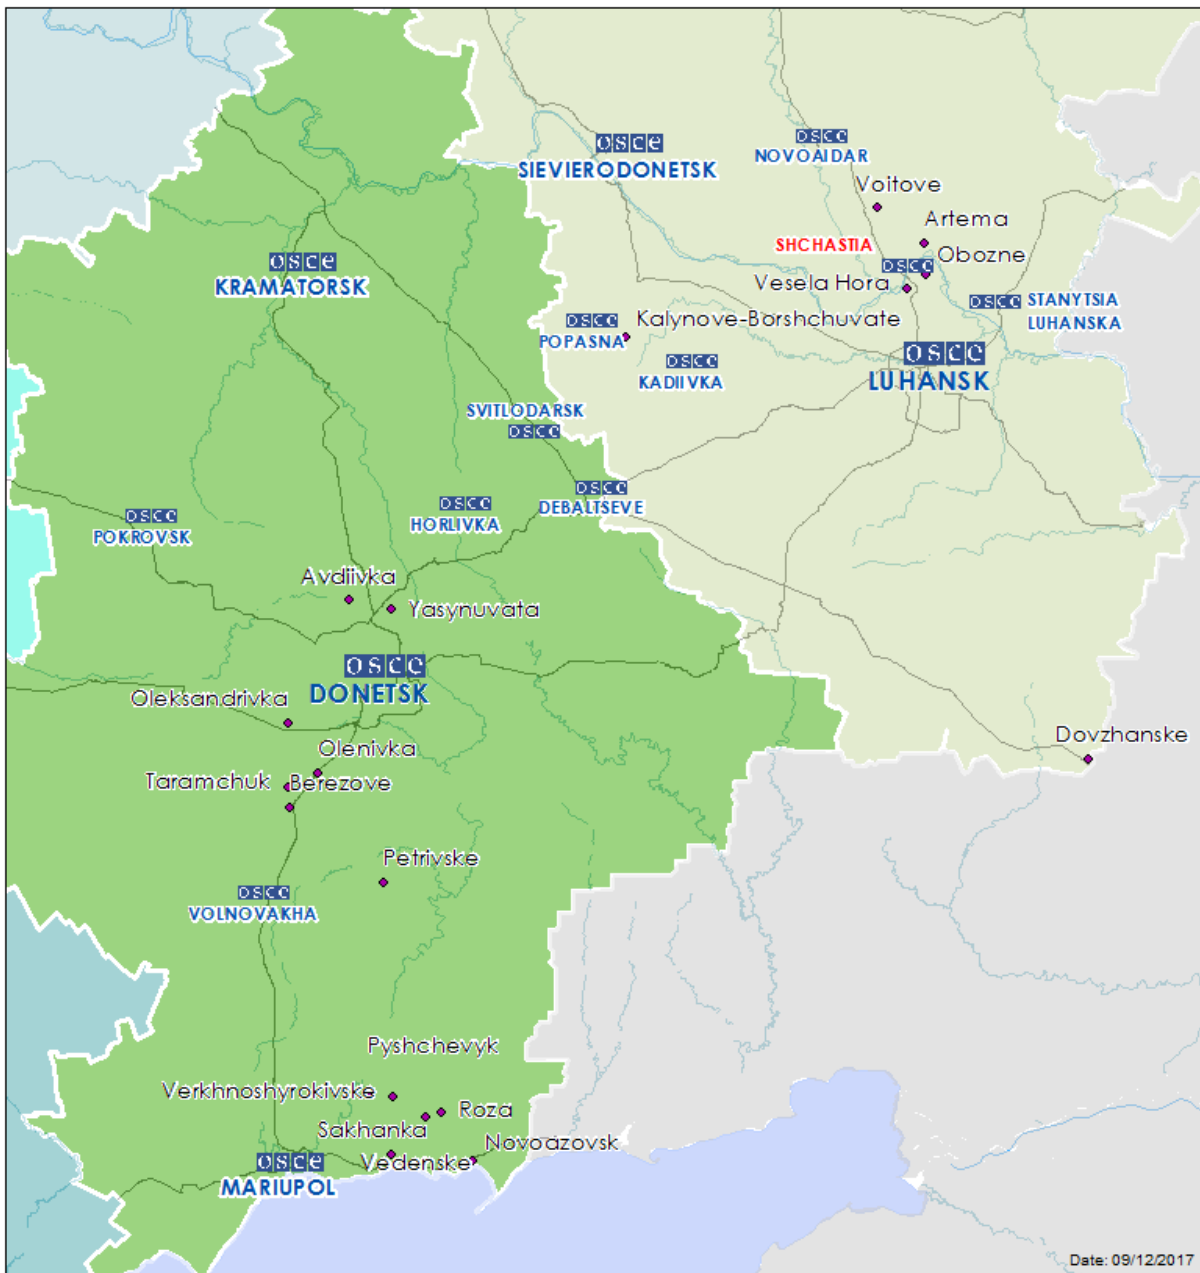 osce
SIEVIERODONETSK
osce
NOVOAIDAR
Voitove
Artema
SHCHASTIA
Obozne
osce
Vesela Hora
osce
KRAMATORSK
osce
STANYTSIA
LUHANSKA
osce
POPASNA
Kalynove-Borshchuvate
osce
KADIIVKA
osce
LUHANSK
SVITLODARSK
osce
osce
DEBALTSEVE
osce
HORLIVKA
osce
POKROVSK
Avdiivka
Yasynuvata
osce
DONETSK
Oleksandrivka
Dovzhanske
Olenivka
Taramchuk
Berezove
Petrivske
osce
VOLNOVAKHA
Pyshchevyk
Verkhnoshyrokivske
Roza
Sakhanka
Novoazovsk
osce
MARIUPOL
Vedenske
Date: 09/12/2017